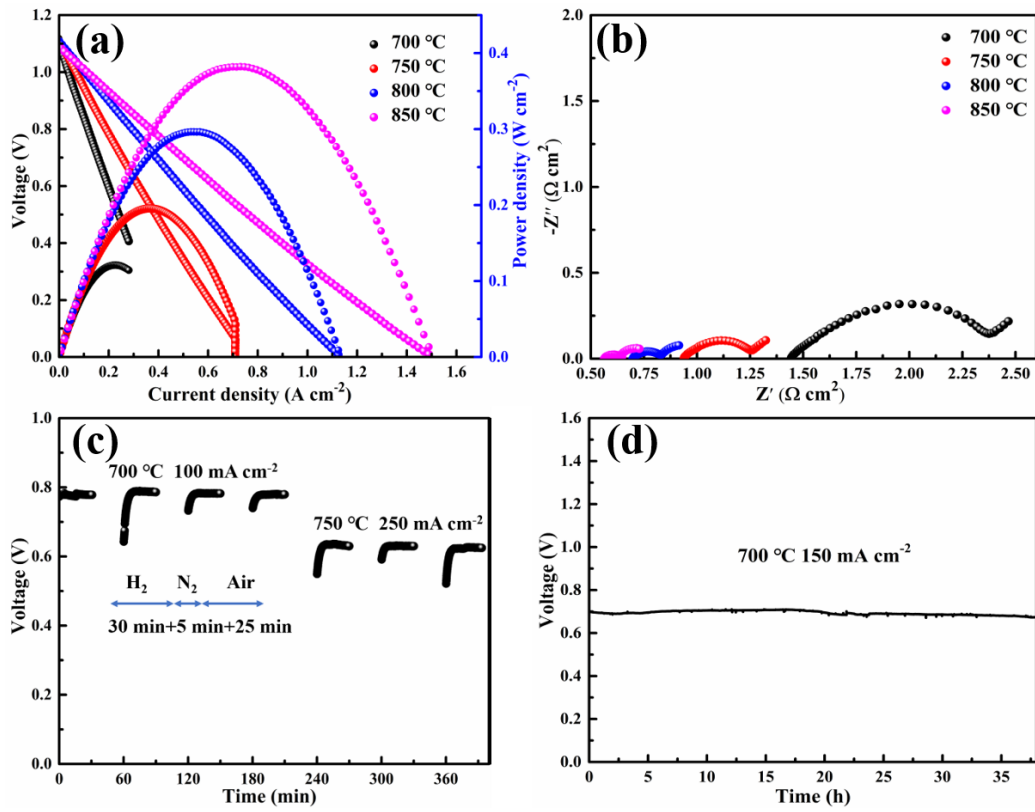 (a)
700 °C
750 °C
800 °C
850 °C
Voltage (V)
1.2
1.0
0.8
0.6
0.4
0.2
0.0
0.0 0.2 0.4 0.6 0.8 1.0 1.2 1.4 1.6
Current density (A cm⁻²)
0.4
0.3
0.2
0.1
0.0
Power density (W cm⁻²)
(b)
700 °C
750 °C
800 °C
850 °C
-Z'' (Ω cm²)
2.0
1.5
1.0
0.5
0.0
0.50 0.75 1.00 1.25 1.50 1.75 2.00 2.25 2.50
Z' (Ω cm²)
(c)
700 °C 100 mA cm⁻²
750 °C 250 mA cm⁻²
H₂ N₂ Air
30 min+5 min+25 min
Voltage (V)
1.0
0.8
0.6
0.4
0.2
0.0
0 60 120 180 240 300 360
Time (min)
(d)
700 °C 150 mA cm⁻²
Voltage (V)
1.6
1.4
1.2
1.0
0.8
0.6
0.4
0.2
0.0
0 5 10 15 20 25 30 35
Time (h)